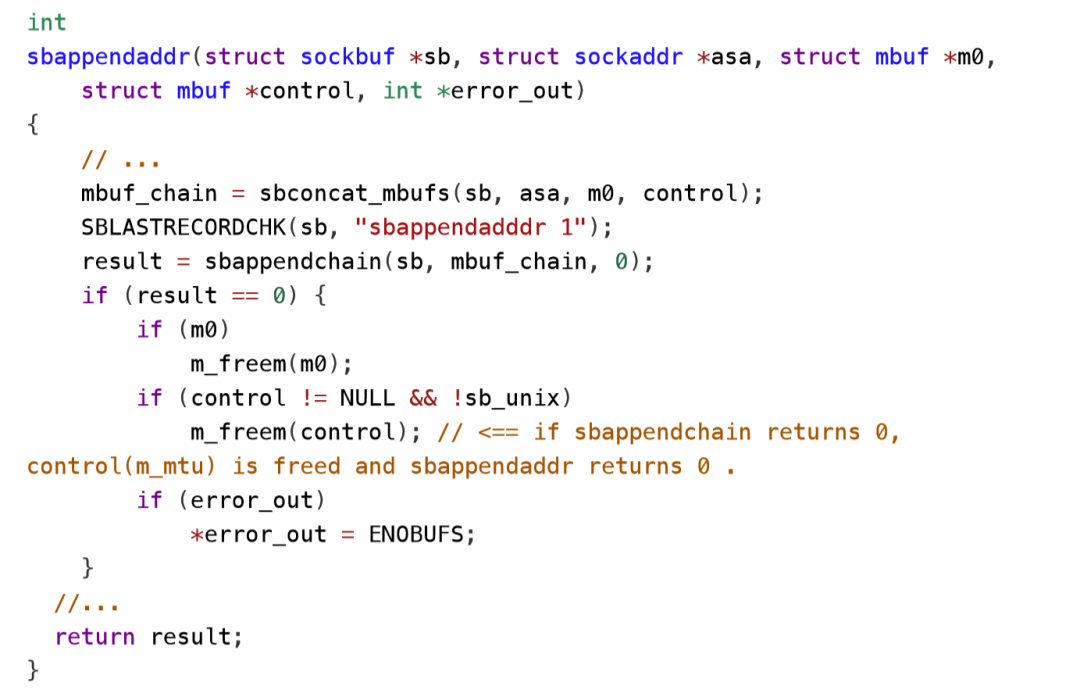 int
sbappendaddr(struct sockbuf *sb, struct sockaddr *asa, struct mbuf *m0,
    struct mbuf *control, int *error_out)
{
    // ...
    mbuf_chain = sbconcat_mbufs(sb, asa, m0, control);
    SBLASTRECORDCHK(sb, "sbappendadddr 1");
    result = sbappendchain(sb, mbuf_chain, 0);
    if (result == 0) {
        if (m0)
            m_freem(m0);
        if (control != NULL && !sb_unix)
            m_freem(control); // <== if sbappendchain returns 0,
control(m_mtu) is freed and sbappendaddr returns 0 .
        if (error_out)
            *error_out = ENOBUFS;
    }
  //...
  return result;
}